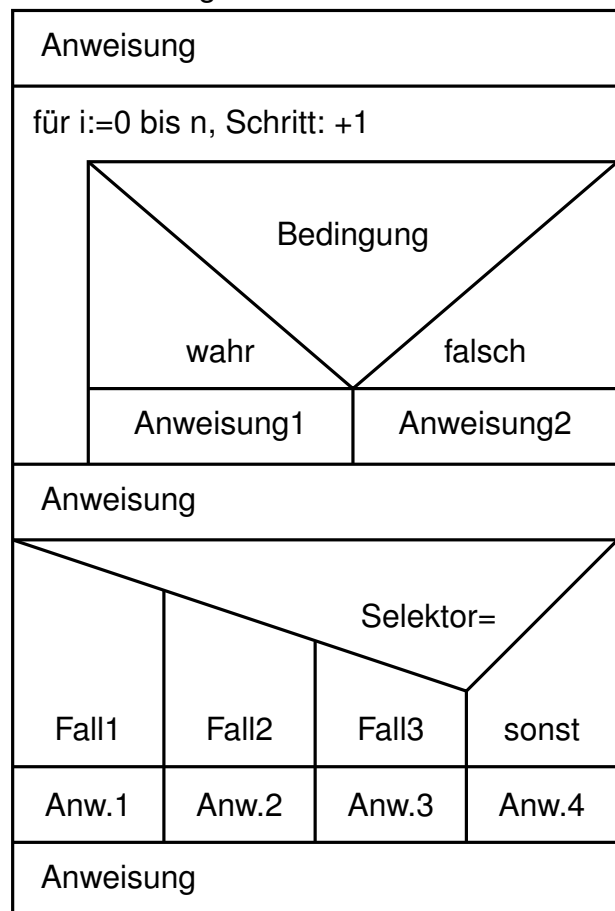 Anweisung
für i:=0 bis n, Schritt: +1
Bedingung
wahr falsch
Anweisung1 Anweisung2
Anweisung
Selektor=
Fall1 Fall2 Fall3 sonst
Anw.1 Anw.2 Anw.3 Anw.4
Anweisung